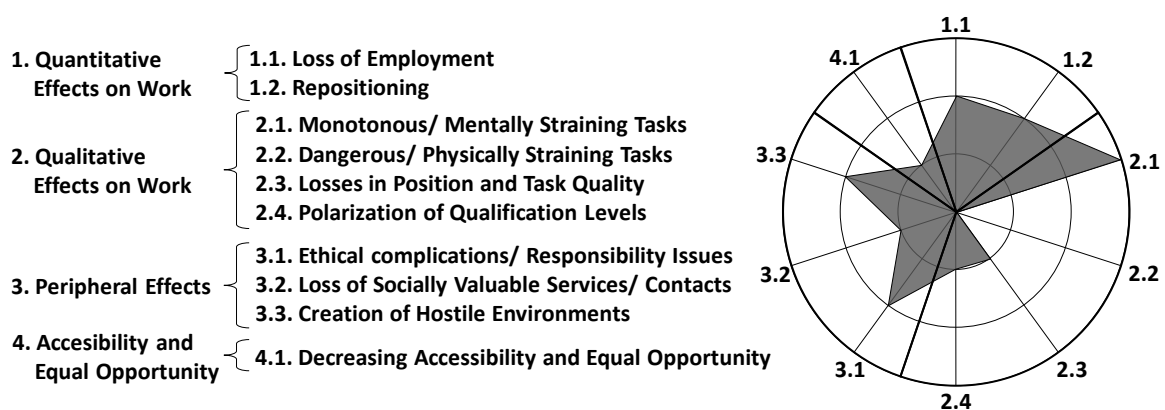 1. Quantitative
Effects on Work
1.1. Loss of Employment
1.2. Repositioning
2. Qualitative
Effects on Work
2.1. Monotonous/ Mentally Straining Tasks
2.2. Dangerous/ Physically Straining Tasks
2.3. Losses in Position and Task Quality
2.4. Polarization of Qualification Levels
3. Peripheral Effects
3.1. Ethical complications/ Responsibility Issues
3.2. Loss of Socially Valuable Services/ Contacts
3.3. Creation of Hostile Environments
4. Accesibility and
Equal Opportunity
4.1. Decreasing Accessibility and Equal Opportunity
1.1
1.2
2.1
2.2
2.3
2.4
3.1
3.2
3.3
4.1